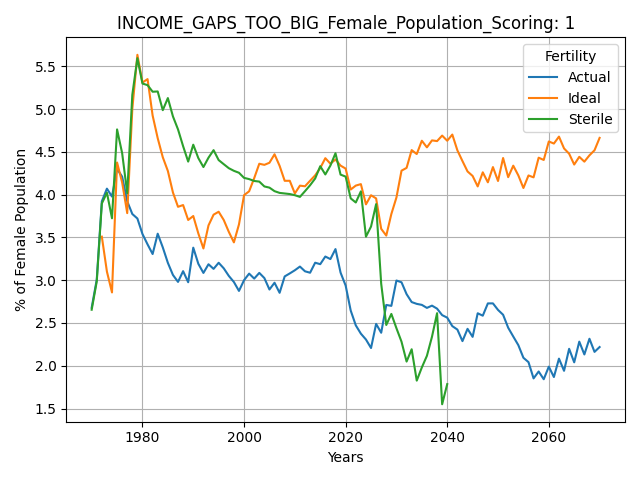 INCOME_GAPS_TOO_BIG_Female_Population_Scoring: 1
Fertility
Actual
Ideal
Sterile
% of Female Population
5.5
5.0
4.5
4.0
3.5
3.0
2.5
2.0
1.5
1980
2000
2020
2040
2060
Years